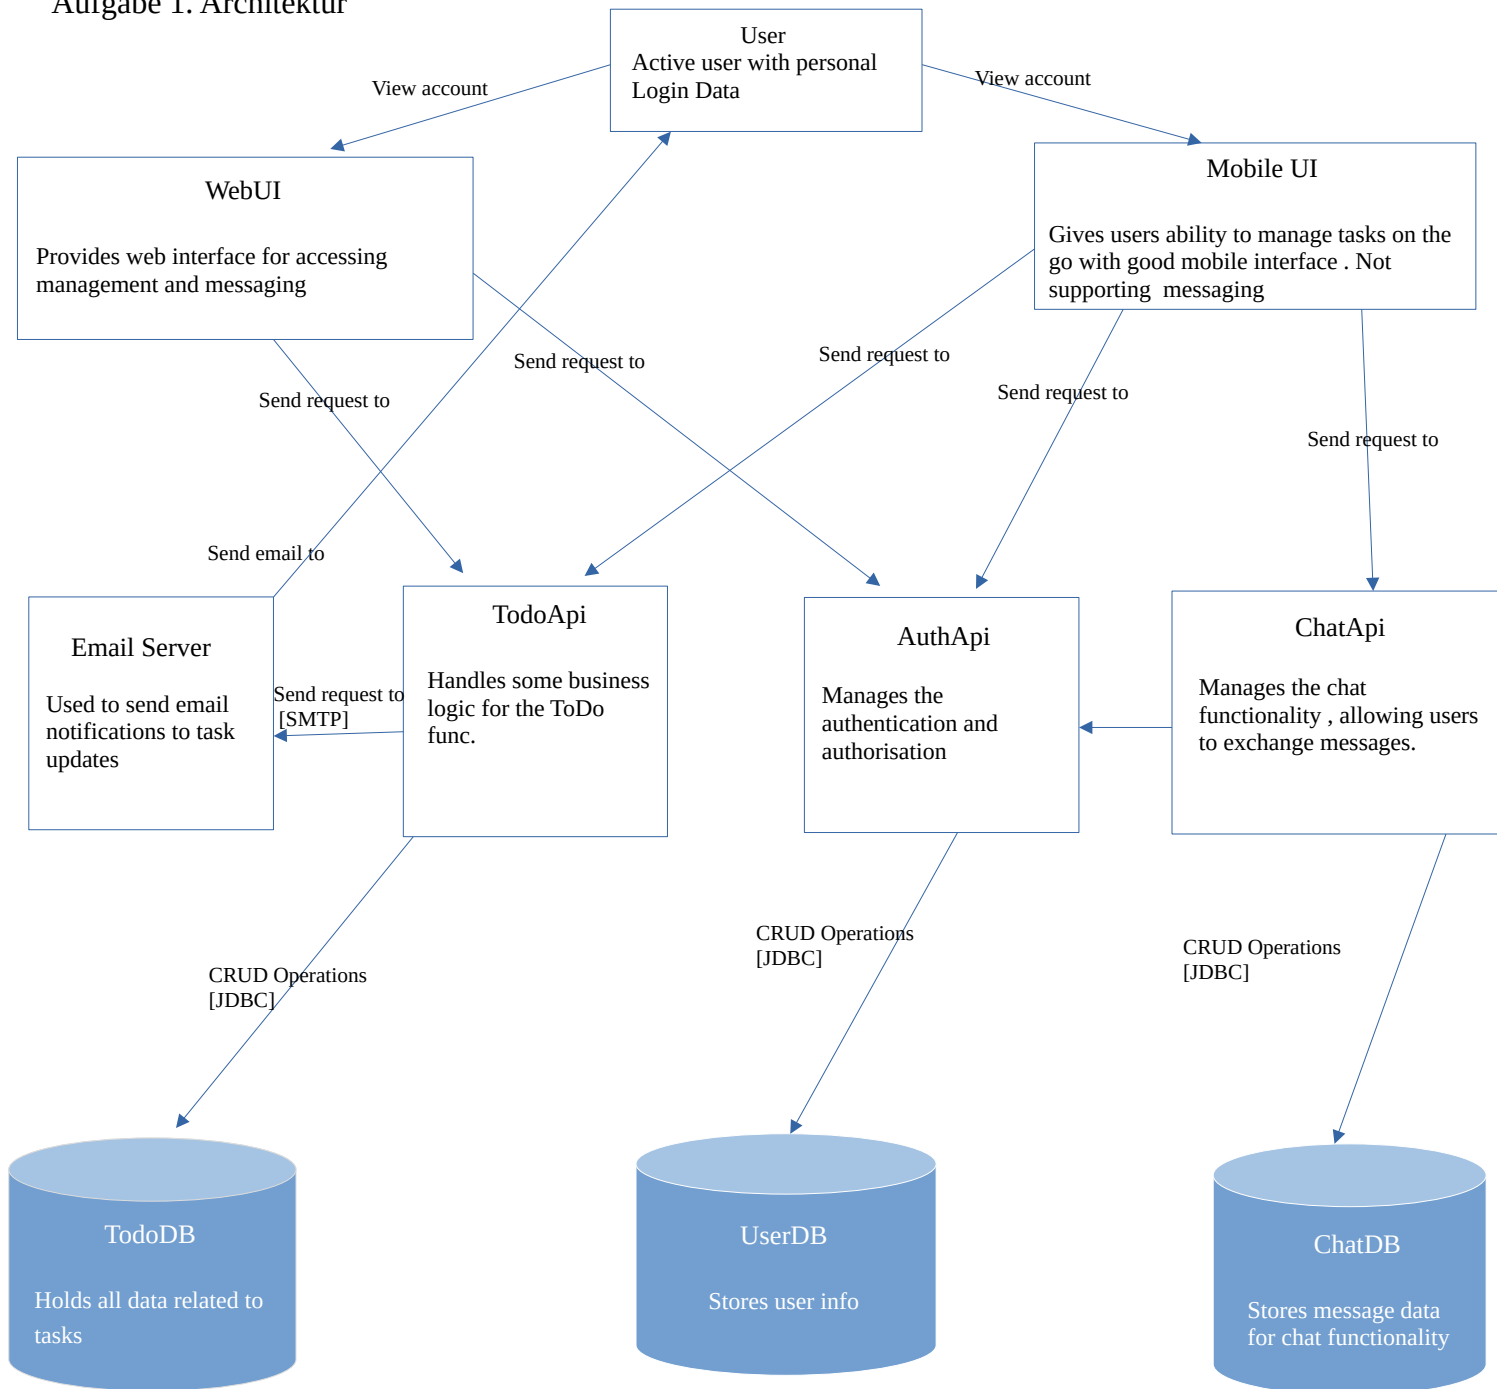 Aufgabe 1. Architektur
User
Active user with personal
Login Data
View account
View account
WebUI
Provides web interface for accessing
management and messaging
Mobile UI
Gives users ability to manage tasks on the
go with good mobile interface . Not
supporting  messaging
Send request to
Send request to
Send request to
Send request to
Send request to
Send email to
Email Server
Used to send email
notifications to task
updates
Send request to
[SMTP]
TodoApi
Handles some business
logic for the ToDo
func.
AuthApi
Manages the
authentication and
authorisation
ChatApi
Manages the chat
functionality , allowing users
to exchange messages.
CRUD Operations
[JDBC]
CRUD Operations
[JDBC]
CRUD Operations
[JDBC]
TodoDB
Holds all data related to
tasks
UserDB
Stores user info
ChatDB
Stores message data
for chat functionality